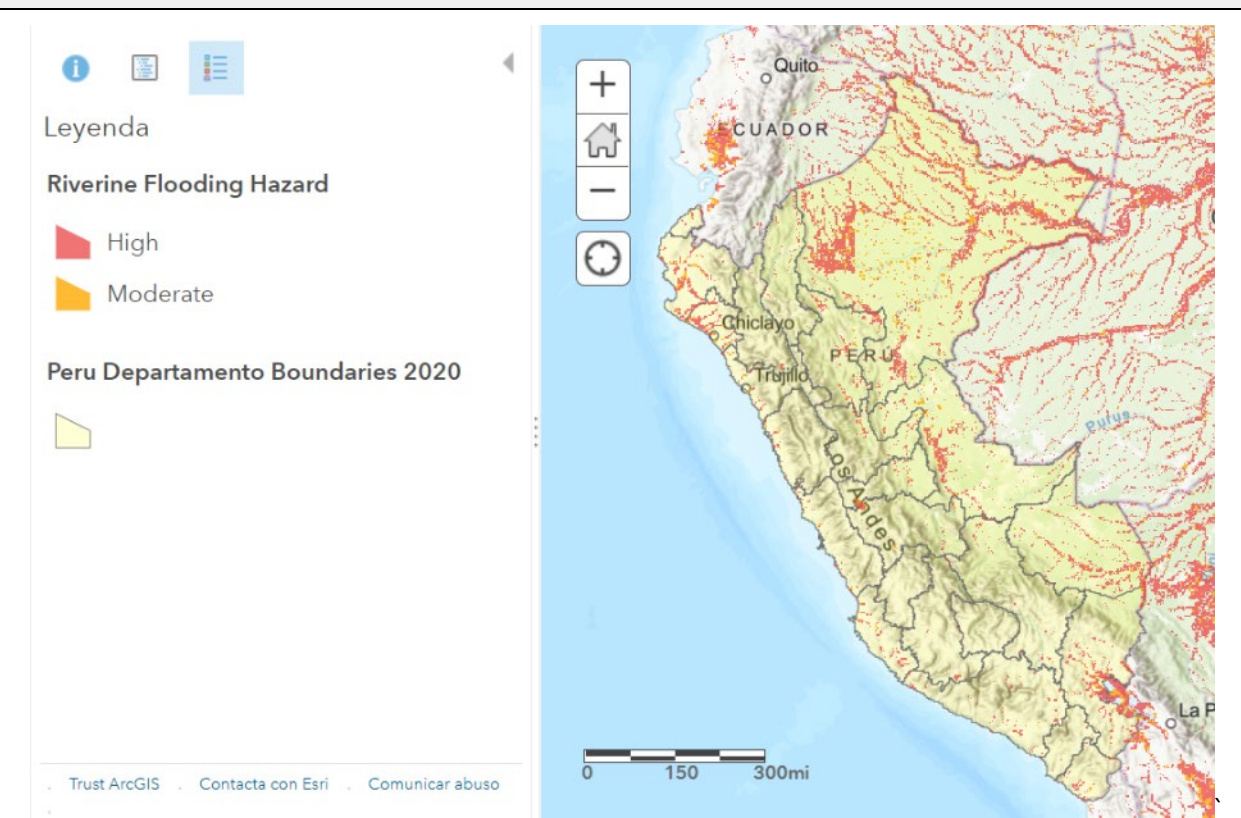 Leyenda
Riverine Flooding Hazard
High
Moderate
Peru Departamento Boundaries 2020
Trust ArcGIS . Contacta con Esri . Comunicar abuso
+
−
Quito
ECUADOR
Chiclayo
PERU
Trujillo
Los Andes
Purus
La P
0 150 300mi